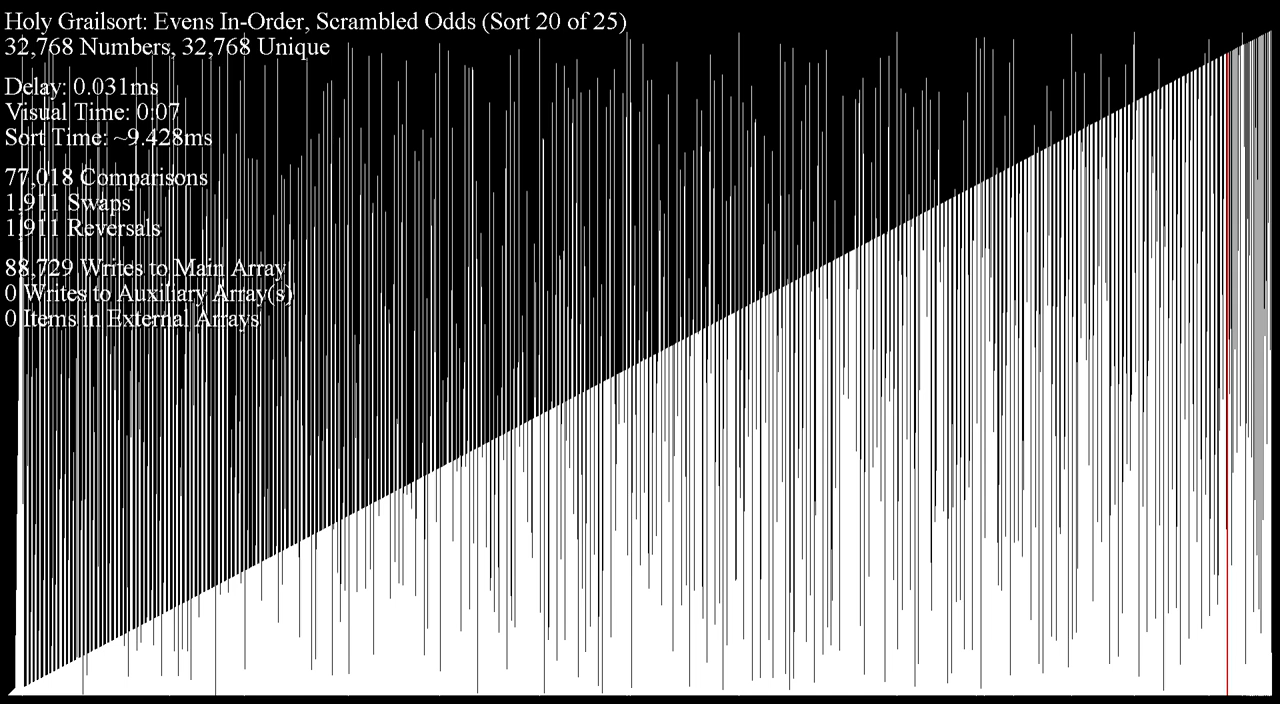 Holy Grailsort: Evens In-Order, Scrambled Odds (Sort 20 of 25)
32,768 Numbers, 32,768 Unique
Delay: 0.031ms
Visual Time: 0:07
Sort Time: ~9.428ms
77,018 Comparisons
1,911 Swaps
1,911 Reversals
88,729 Writes to Main Array
0 Writes to Auxiliary Array(s)
0 Items in External Arrays